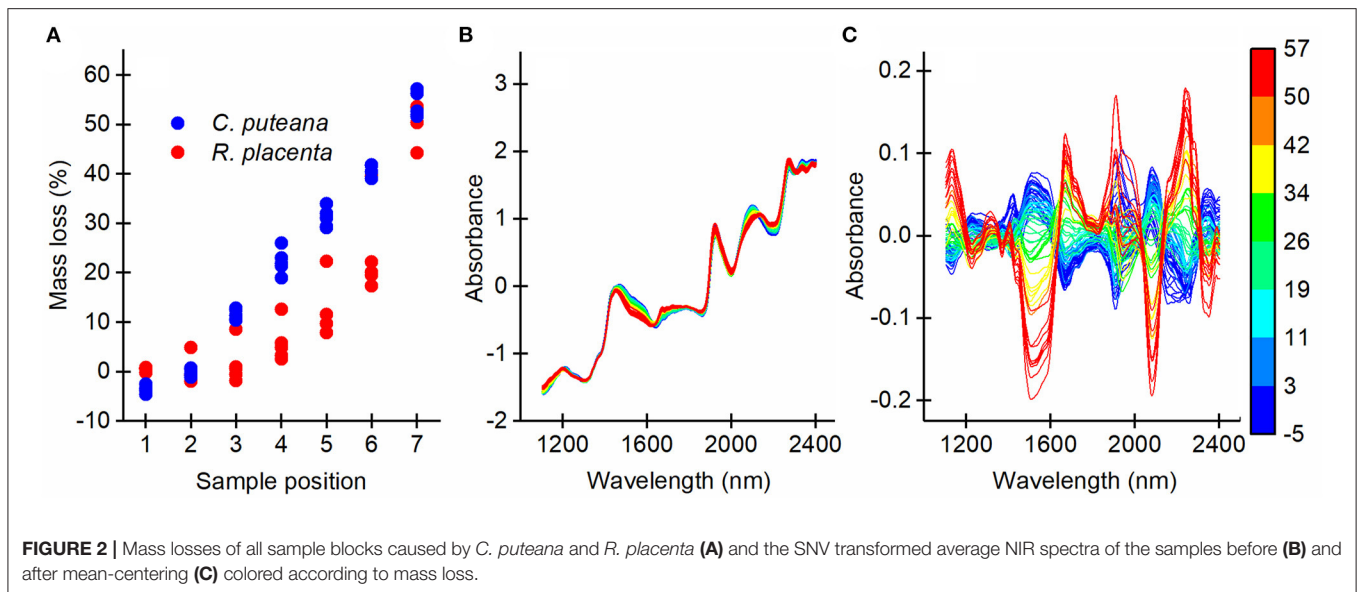 A
Mass loss (%)
60
50
40
30
20
10
0
-10
C. puteana
R. placenta
1 2 3 4 5 6 7
Sample position
B
Absorbance
3
2
1
0
-1
-2
1200 1600 2000 2400
Wavelength (nm)
C
Absorbance
0.2
0.1
0.0
-0.1
-0.2
1200 1600 2000 2400
Wavelength (nm)
57
50
42
34
26
19
11
3
-5
FIGURE 2 | Mass losses of all sample blocks caused by C. puteana and R. placenta (A) and the SNV transformed average NIR spectra of the samples before (B) and
after mean-centering (C) colored according to mass loss.